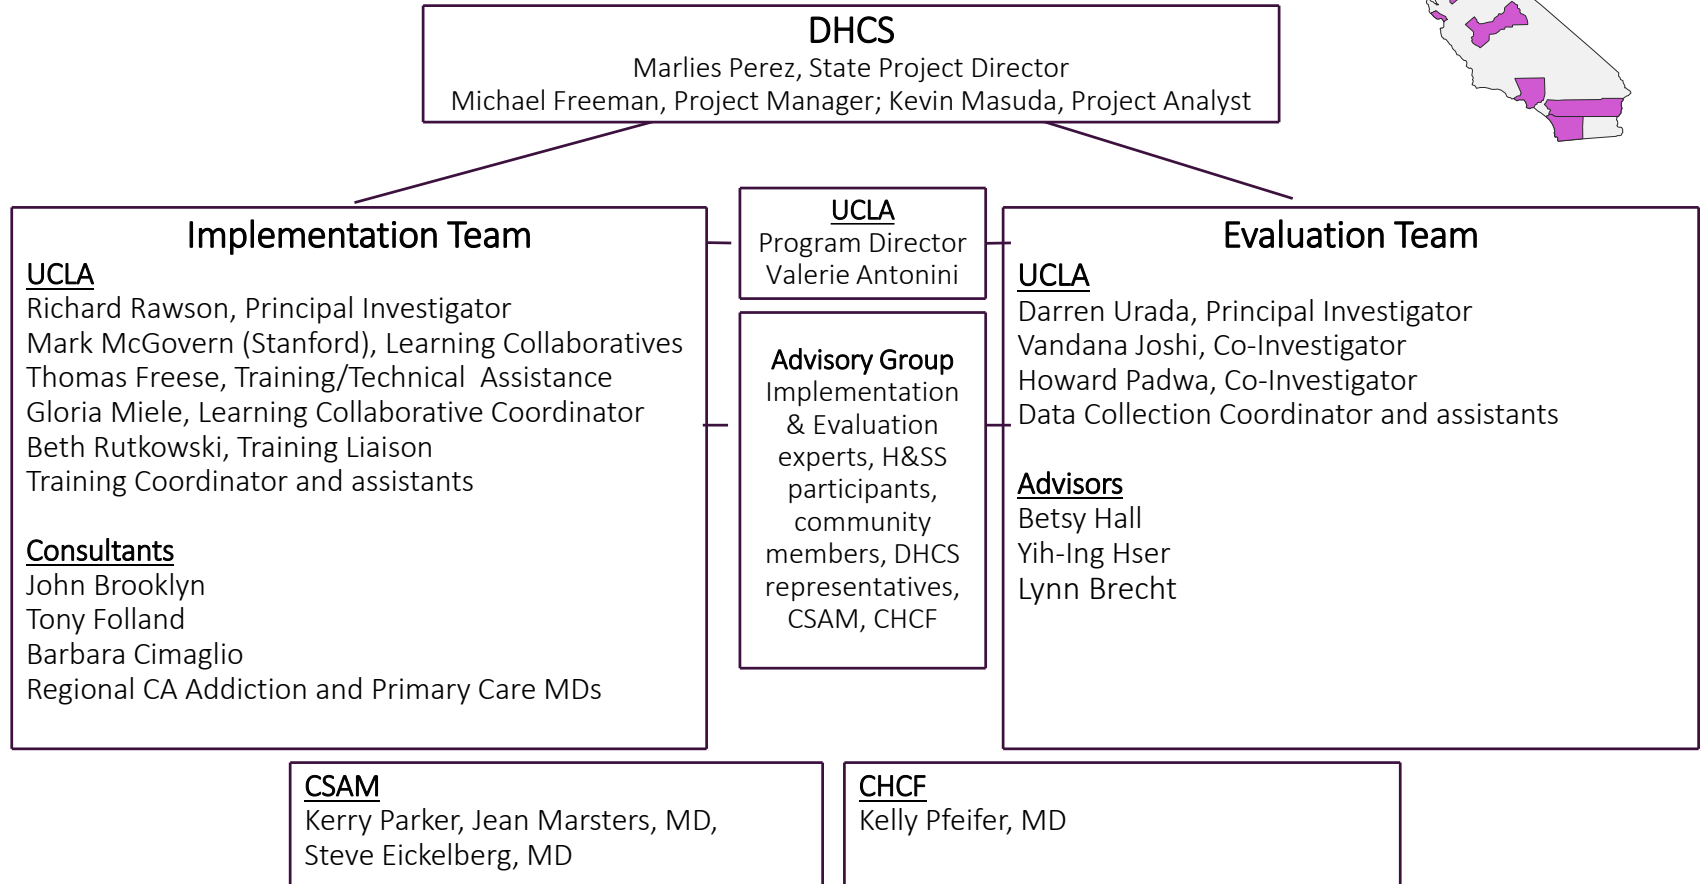 DHCS
Marlies Perez, State Project Director
Michael Freeman, Project Manager; Kevin Masuda, Project Analyst
Implementation Team
UCLA
Richard Rawson, Principal Investigator
Mark McGovern (Stanford), Learning Collaboratives
Thomas Freese, Training/Technical Assistance
Gloria Miele, Learning Collaborative Coordinator
Beth Rutkowski, Training Liaison
Training Coordinator and assistants
Consultants
John Brooklyn
Tony Folland
Barbara Cimaglio
Regional CA Addiction and Primary Care MDs
UCLA
Program Director
Valerie Antonini
Advisory Group
Implementation
& Evaluation
experts, H&SS
participants,
community
members, DHCS
representatives,
CSAM, CHCF
Evaluation Team
UCLA
Darren Urada, Principal Investigator
Vandana Joshi, Co-Investigator
Howard Padwa, Co-Investigator
Data Collection Coordinator and assistants
Advisors
Betsy Hall
Yih-Ing Hser
Lynn Brecht
CSAM
Kerry Parker, Jean Marsters, MD,
Steve Eickelberg, MD
CHCF
Kelly Pfeifer, MD